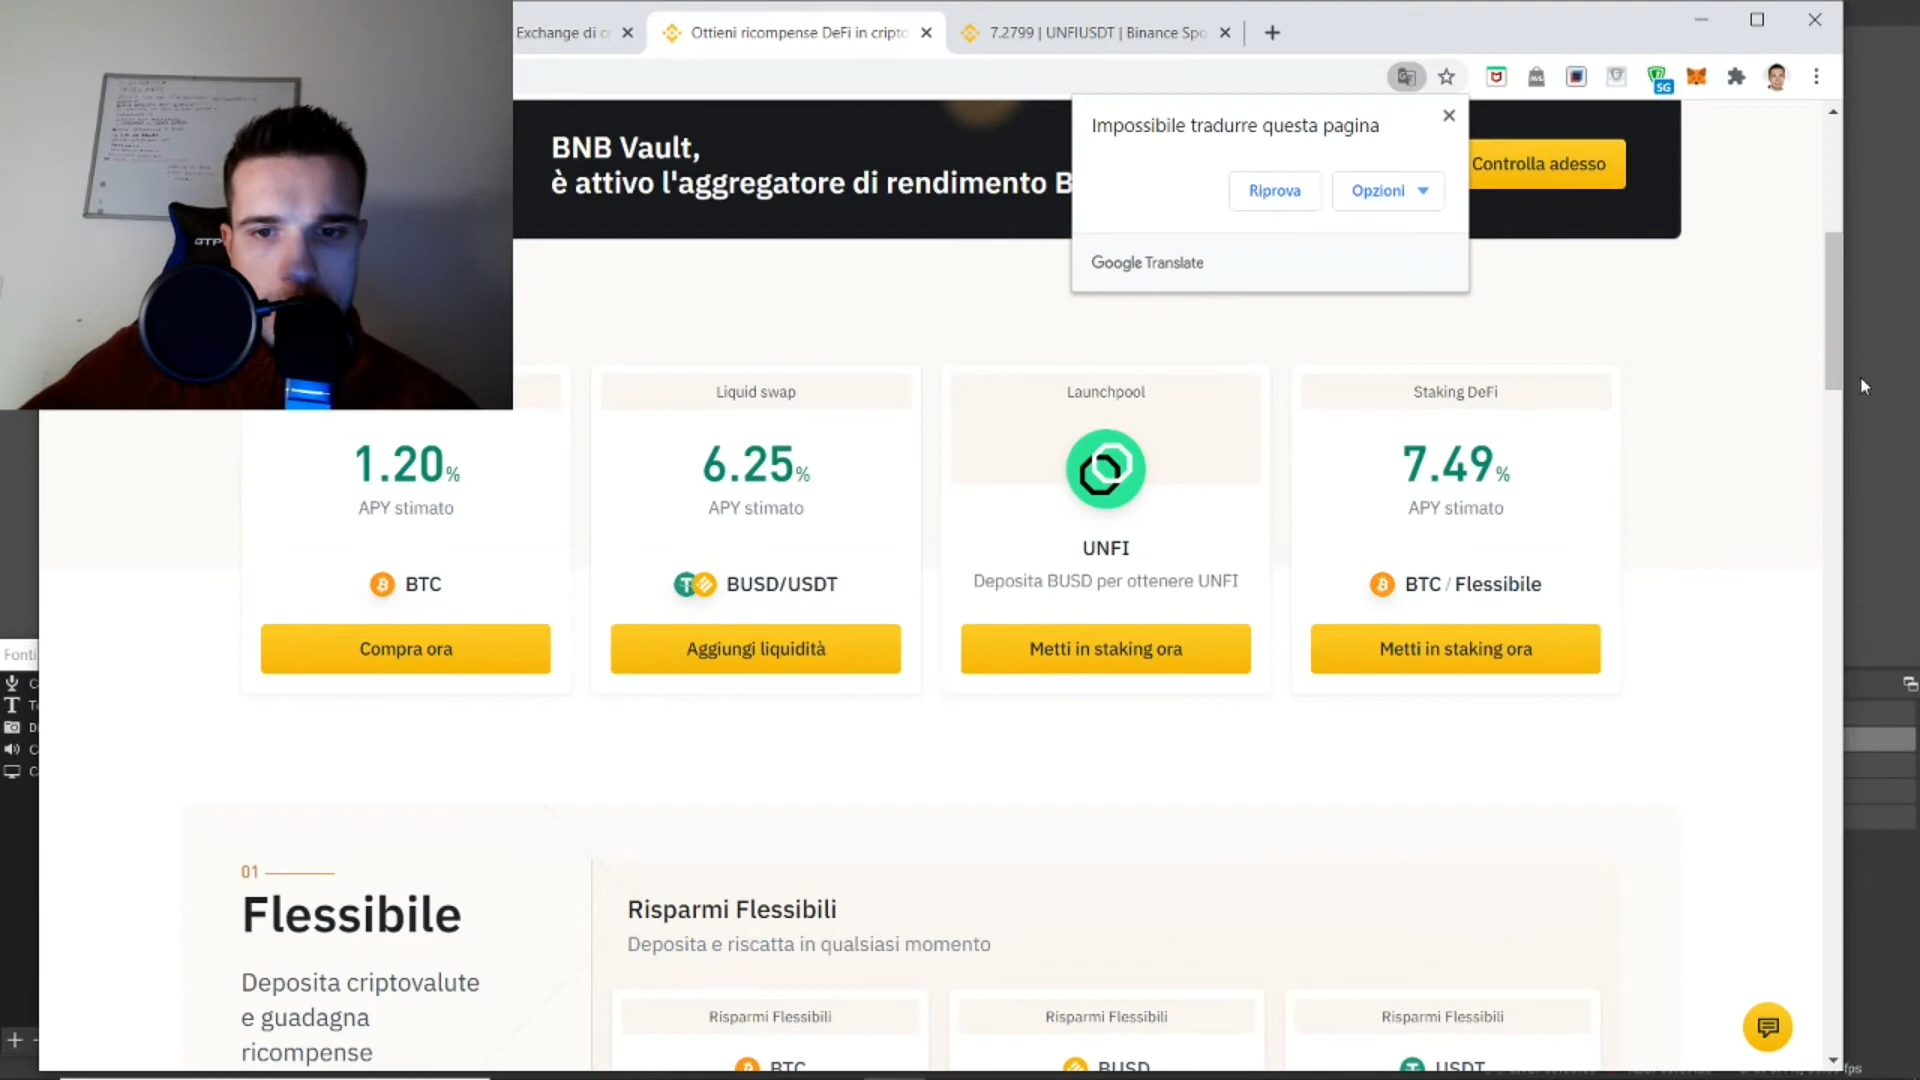 Exchange di c
Ottieni ricompense DeFi in cripto
7.2799 | UNFIUSDT | Binance Spo
SG
GTP
BNB Vault,
è attivo l'aggregatore di rendimento B
Controlla adesso
Impossibile tradurre questa pagina
Riprova
Opzioni
Google Translate
1.20%
APY stimato
BTC
Compra ora
Liquid swap
6.25%
APY stimato
BUSD/USDT
Aggiungi liquidità
Launchpool
UNFI
Deposita BUSD per ottenere UNFI
Metti in staking ora
Staking DeFi
7.49%
APY stimato
BTC / Flessibile
Metti in staking ora
Fonti
C
T
D
C
C
01
Flessibile
Deposita criptovalute
e guadagna
ricompense
Risparmi Flessibili
Deposita e riscatta in qualsiasi momento
Risparmi Flessibili
BTC
Risparmi Flessibili
BUSD
Risparmi Flessibili
USDT
fps